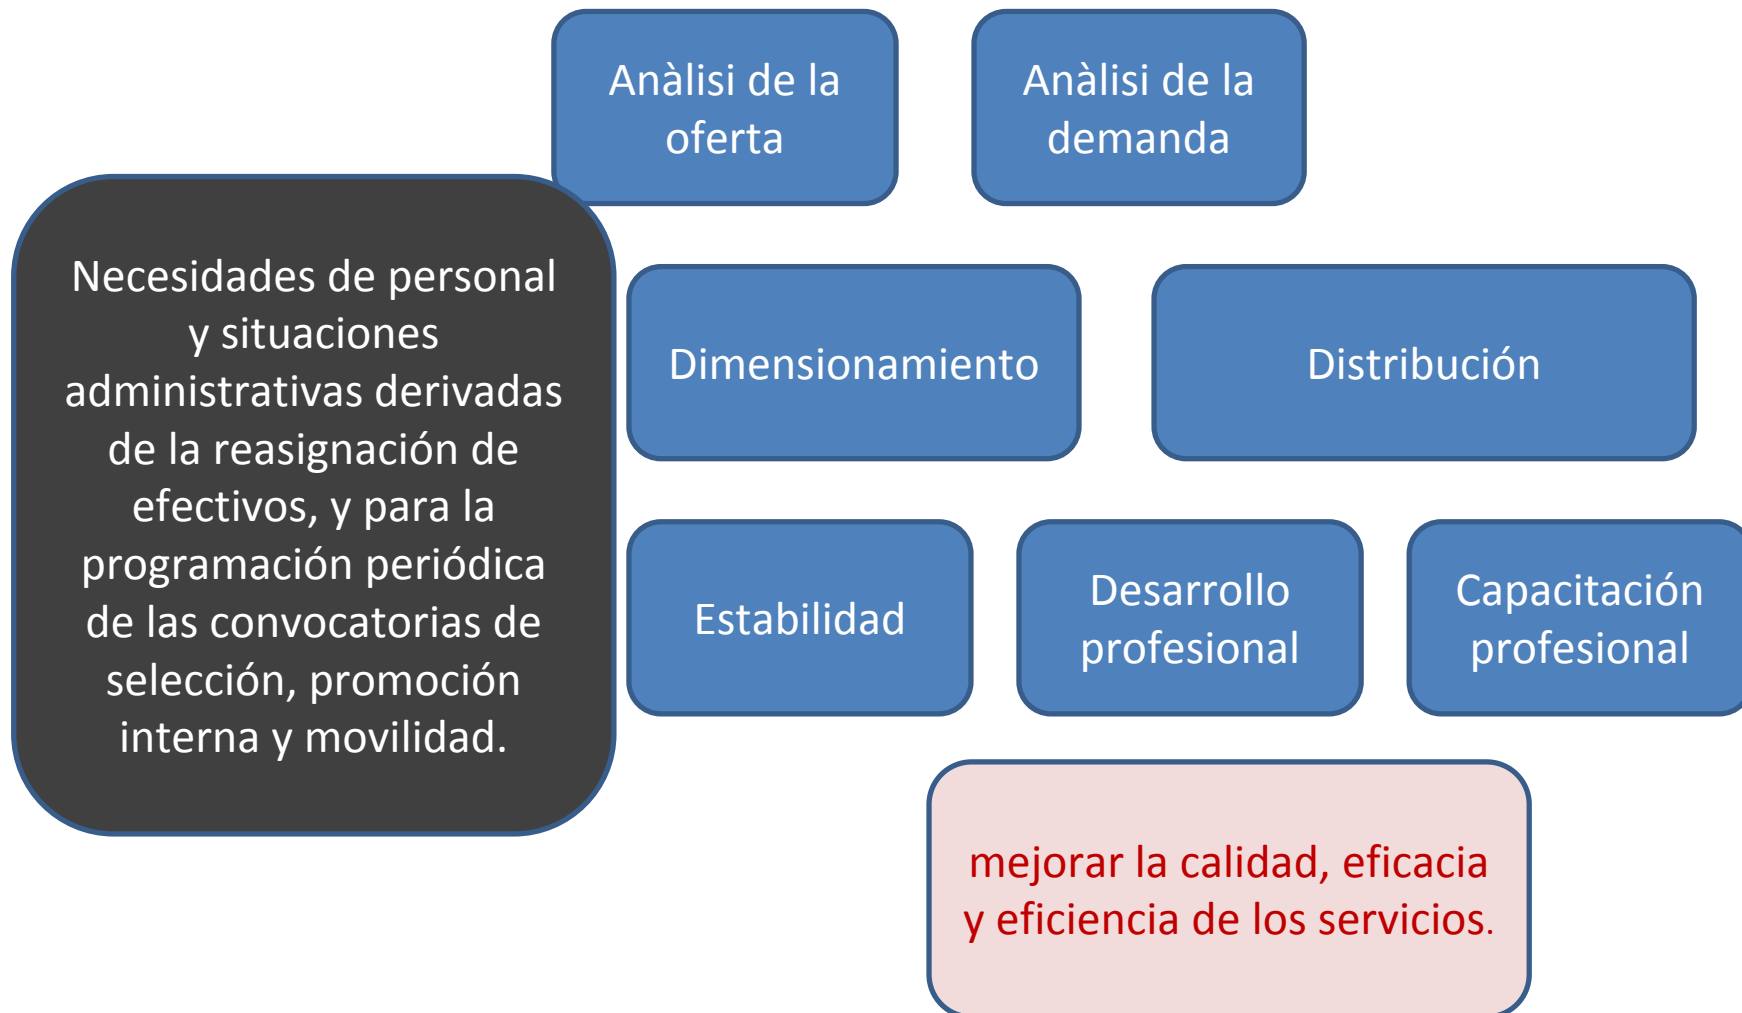 Anàlisi de la
oferta
Anàlisi de la
demanda
Necesidades de personal
y situaciones
administrativas derivadas
de la reasignación de
efectivos, y para la
programación periódica
de las convocatorias de
selección, promoción
interna y movilidad.
Dimensionamiento
Distribución
Estabilidad
Desarrollo
profesional
Capacitación
profesional
mejorar la calidad, eficacia
y eficiencia de los servicios.